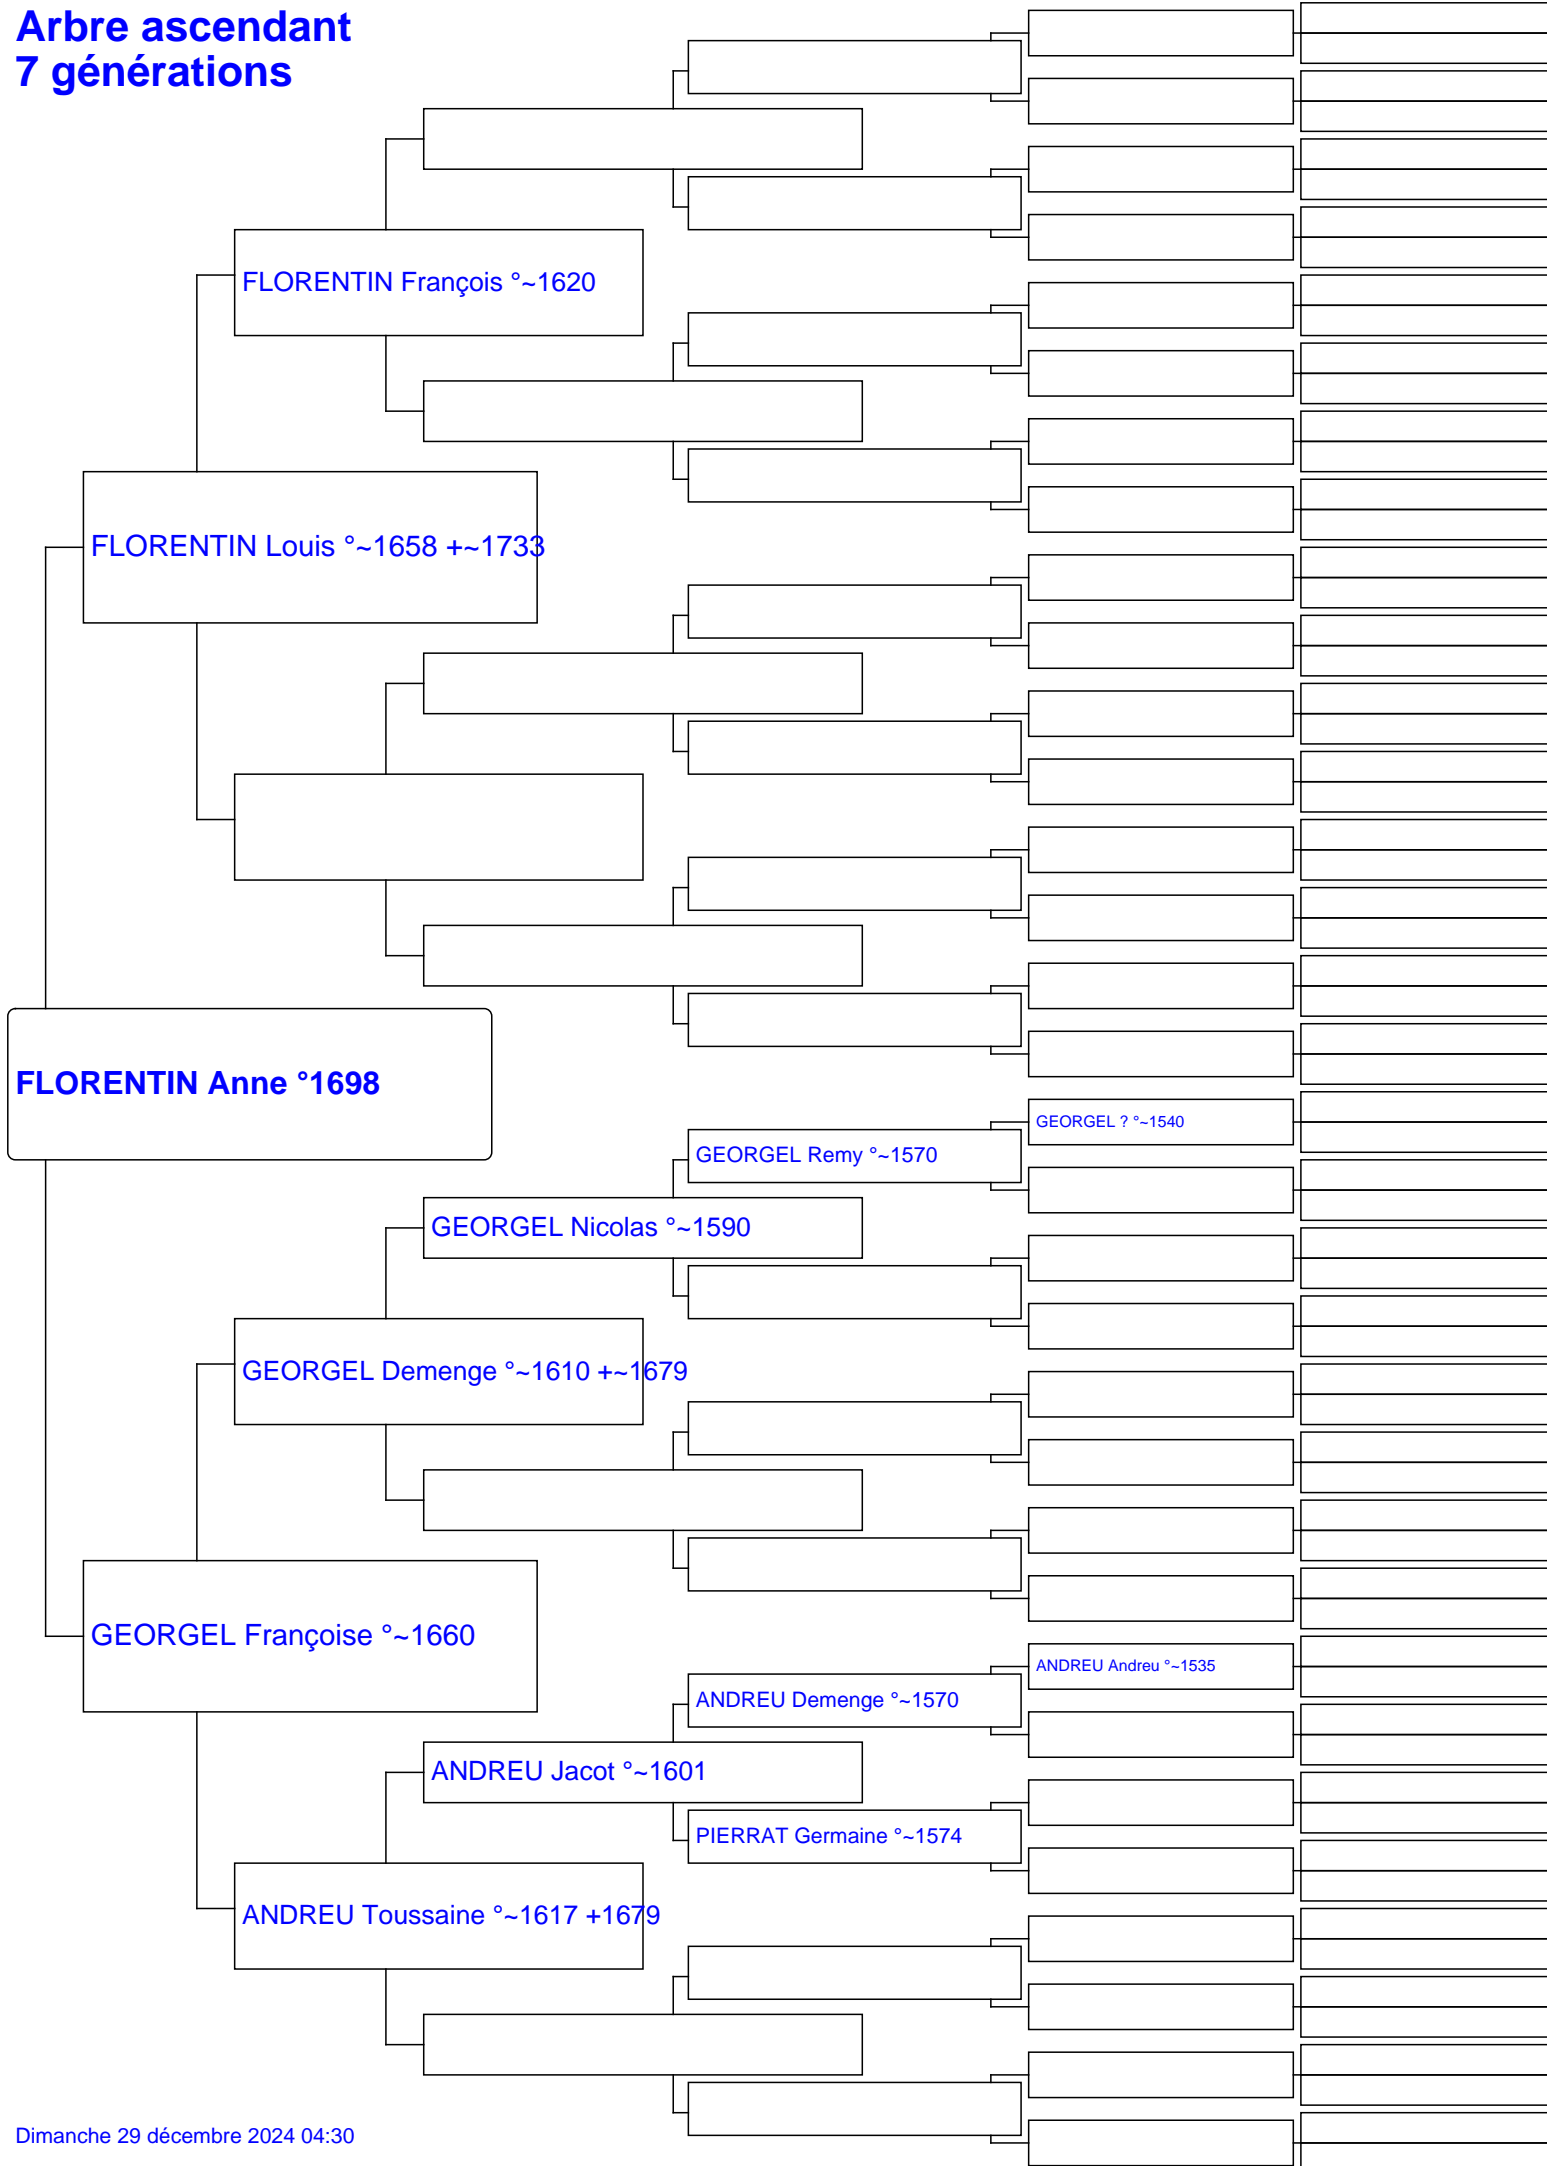 Arbre ascendant
7 générations
FLORENTIN François °~1620
FLORENTIN Louis °~1658 +~1733
FLORENTIN Anne °1698
GEORGEL ? °~1540
GEORGEL Remy °~1570
GEORGEL Nicolas °~1590
GEORGEL Demenge °~1610 +~1679
GEORGEL Françoise °~1660
ANDREU Andreu °~1535
ANDREU Demenge °~1570
ANDREU Jacot °~1601
PIERRAT Germaine °~1574
ANDREU Toussaine °~1617 +1679
Dimanche 29 décembre 2024 04:30